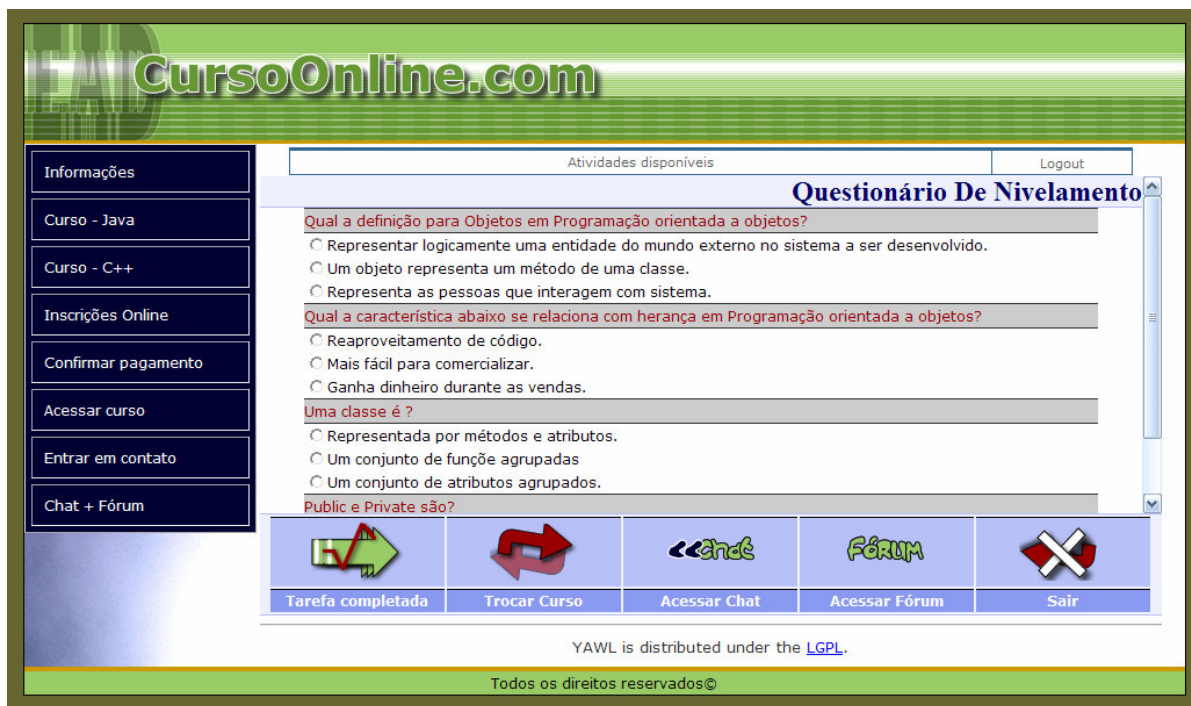 EAD
CursoOnline.com
Informações
Curso - Java
Curso - C++
Inscrições Online
Confirmar pagamento
Acessar curso
Entrar em contato
Chat + Fórum
Atividades disponíveis
Logout
Questionário De Nivelamento
Qual a definição para Objetos em Programação orientada a objetos?
Representar logicamente uma entidade do mundo externo no sistema a ser desenvolvido.
Um objeto representa um método de uma classe.
Representa as pessoas que interagem com sistema.
Qual a característica abaixo se relaciona com herança em Programação orientada a objetos?
Reaproveitamento de código.
Mais fácil para comercializar.
Ganha dinheiro durante as vendas.
Uma classe é ?
Representada por métodos e atributos.
Um conjunto de funçõe agrupadas
Um conjunto de atributos agrupados.
Public e Private são?
chat
FÓRUM
Tarefa completada
Trocar Curso
Acessar Chat
Acessar Fórum
Sair
YAWL is distributed under the LGPL.
Todos os direitos reservados©